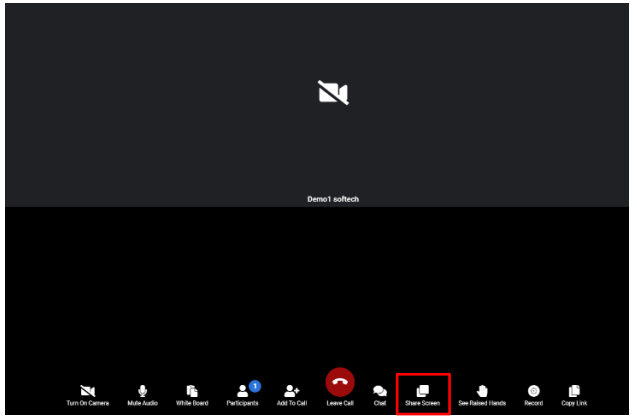 Demo1 softech
1
Turn On Camera Mute Audio White Board Participants Add To Call Leave Call Chat Share Screen See Raised Hands Record Copy Link